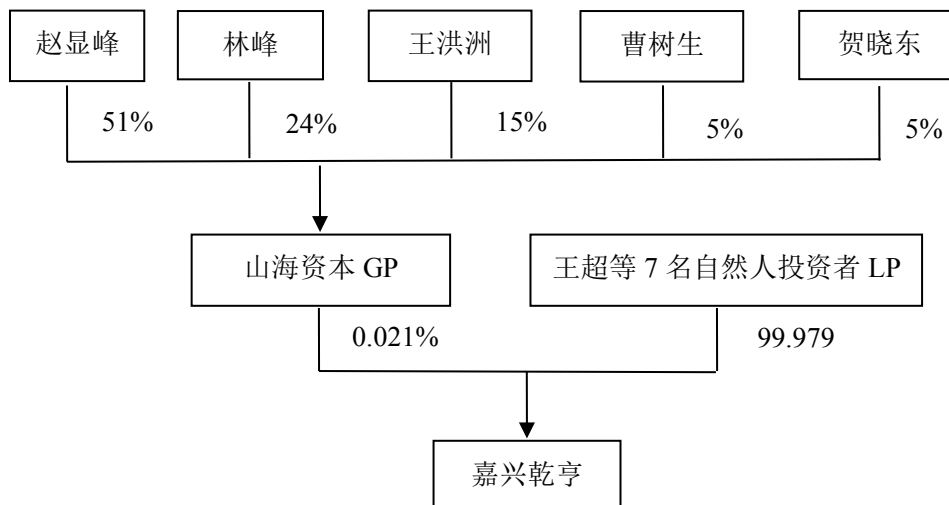 赵显峰
林峰
王洪洲
曹树生
贺晓东
51%
24%
15%
5%
5%
山海资本 GP
王超等 7 名自然人投资者 LP
0.021%
99.979
嘉兴乾亨